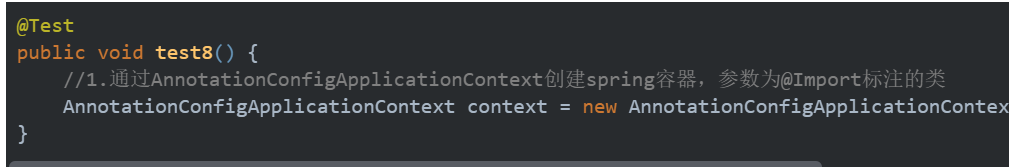 @Test
public void test8() {
//1.通过AnnotationConfigApplicationContext创建spring容器，参数为@Import标注的类
AnnotationConfigApplicationContext context = new AnnotationConfigApplicationContex
}